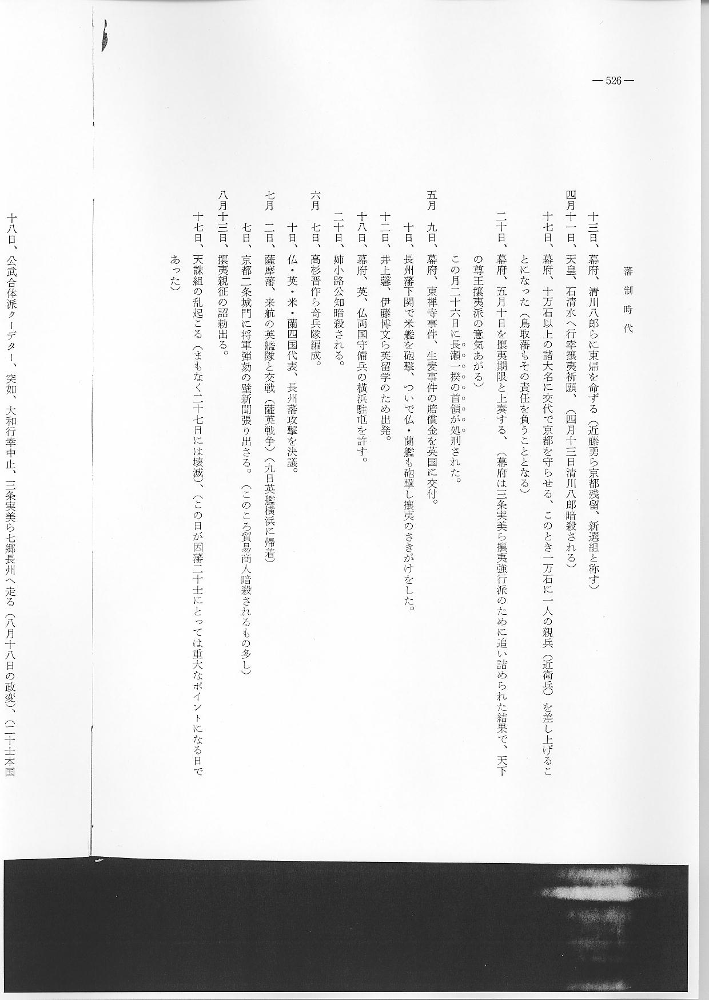 — 526 —
藩制時代
十三日、幕府、清川八郎らに東帰を命ずる（近藤勇ら京都残留、新選組と称す）
四月十一日、天皇、石清水へ行幸攘夷祈願、（四月十三日清川八郎暗殺される）
十七日、幕府、十万石以上の諸大名に交代で京都を守らせる、このとき一万石に一人の親兵（近衛兵）を差し上げるこ
とになった（鳥取藩もその責任を負うこととなる）
二十日、幕府、五月十日を攘夷期限と上奏する、（幕府は三条実美ら攘夷強行派のために追い詰められた結果で、天下
の尊王攘夷派の意気あがる）
この月二十六日に長瀬一揆の首領が処刑された。
五月　九日、幕府、東禅寺事件、生麦事件の賠償金を英国に交付。
十日、長州藩下関で米艦を砲撃、ついで仏・蘭艦も砲撃し攘夷のさきがけをした。
十二日、井上馨、伊藤博文ら英留学のため出発。
十八日、幕府、英、仏両国守備兵の横浜駐屯を許す。
二十日、姉小路公知暗殺される。
六月　七日、高杉晋作ら奇兵隊編成。
十日、仏・英・米・蘭四国代表、長州藩攻撃を決議。
七月　二日、薩摩藩、来航の英艦隊と交戦（薩英戦争）（九日英艦横浜に帰着）
七日、京都二条城門に将軍弾劾の壁新聞張り出さる。（このころ貿易商人暗殺されるもの多し）
八月十三日、攘夷親征の詔勅出る。
十七日、天誅組の乱起こる（まもなく二十七日には壊滅）、（この日が因藩二十士にとっては重大なポイントになる日で
あった）
十八日、公武合体派クーデター、突如、大和行幸中止、三条実美ら七郷長州へ走る（八月十八日の政変）、（二十士本国